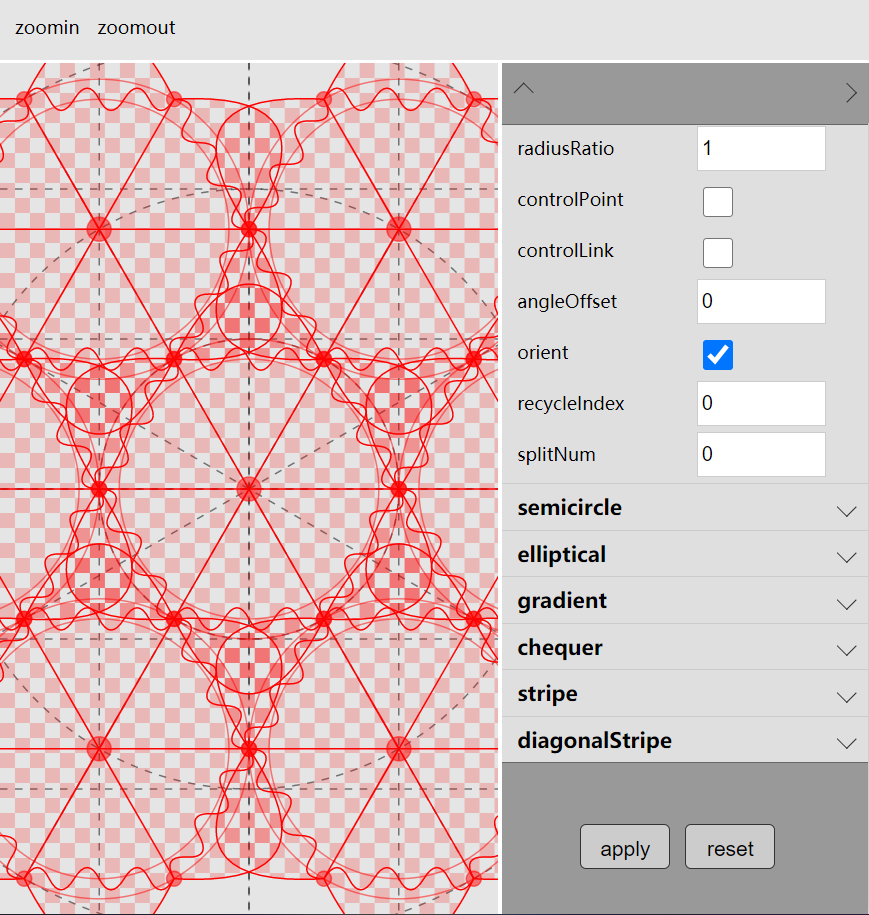 zoomin zoomout
radiusRatio 1
controlPoint
controlLink
angleOffset 0
orient
recycleIndex 0
splitNum 0
semicircle
elliptical
gradient
chequer
stripe
diagonalStripe
apply reset